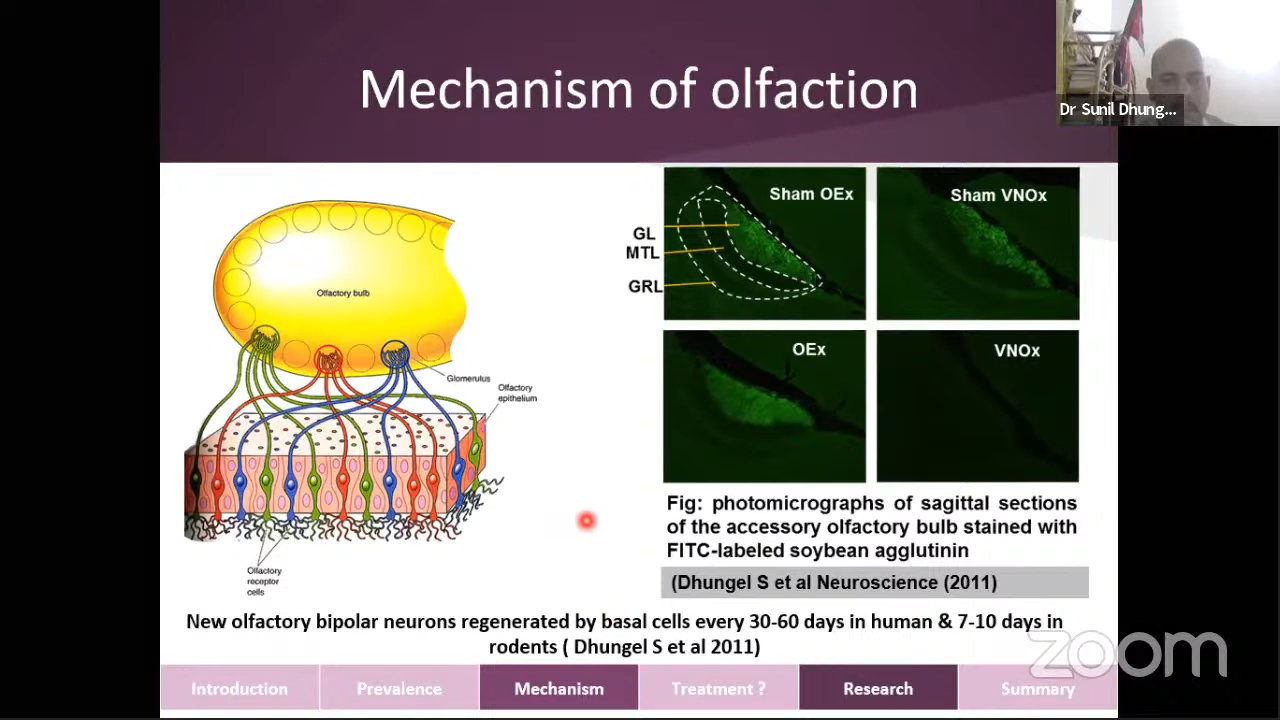 Mechanism of olfaction
Dr Sunil Dhung...
Olfactory bulb
Glomerulus
Olfactory
epithelium
Olfactory
receptor
cells
Sham OEx
Sham VNOx
GL
MTL
GRL
OEx
VNOx
Fig: photomicrographs of sagittal sections
of the accessory olfactory bulb stained with
FITC-labeled soybean agglutinin
(Dhungel S et al Neuroscience (2011)
New olfactory bipolar neurons regenerated by basal cells every 30-60 days in human & 7-10 days in
rodents ( Dhungel S et al 2011)
zoom
Introduction
Prevalence
Mechanism
Treatment ?
Research
Summary